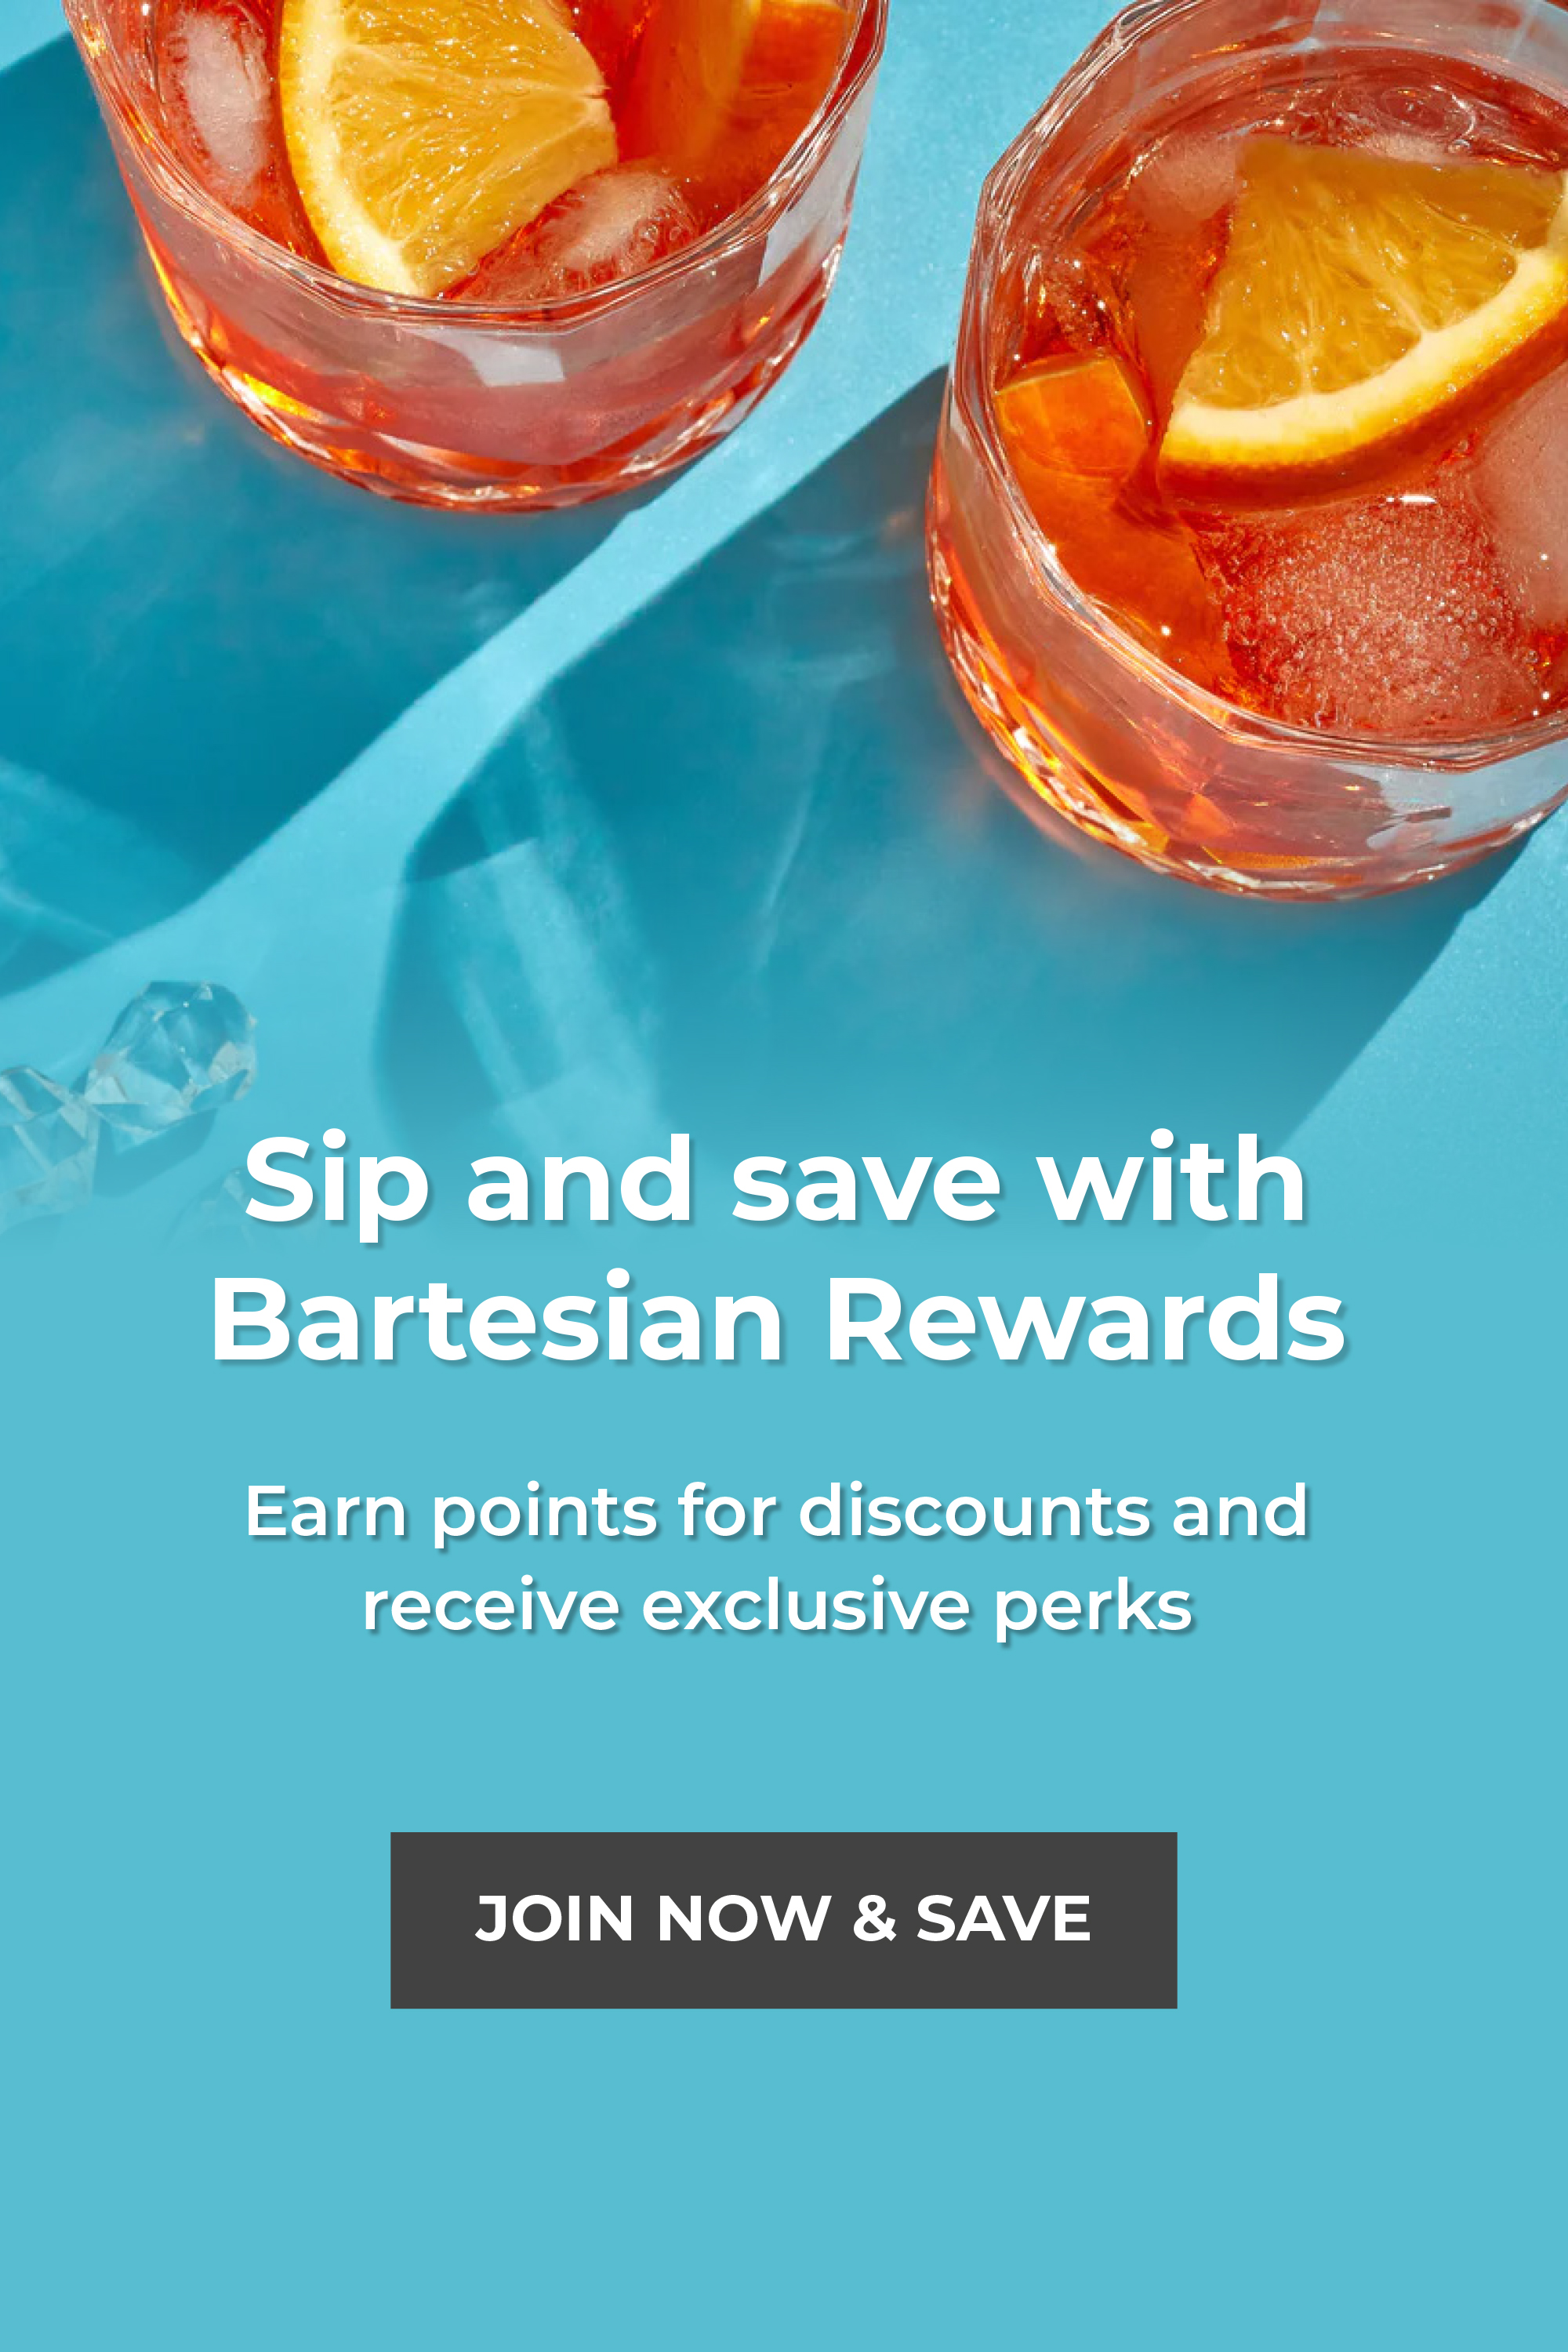 Sip and save with
Bartesian Rewards
Earn points for discounts and
receive exclusive perks
JOIN NOW & SAVE